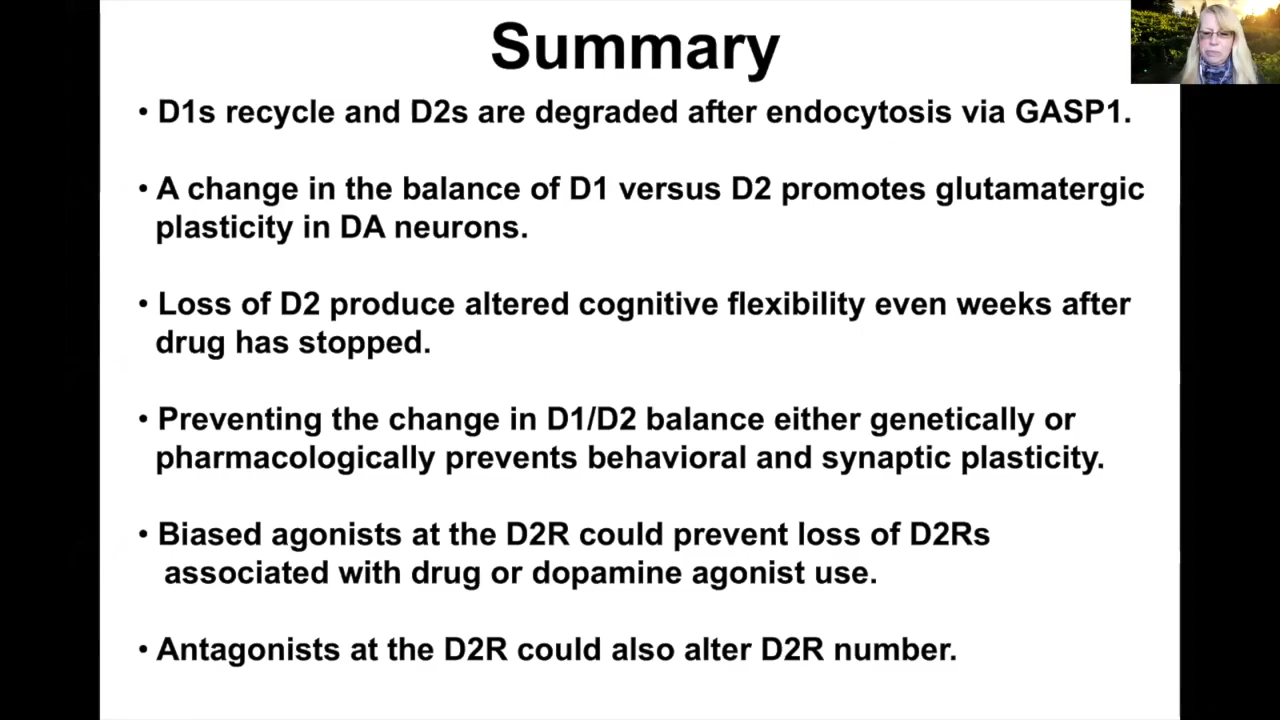 Summary
• D1s recycle and D2s are degraded after endocytosis via GASP1.
• A change in the balance of D1 versus D2 promotes glutamatergic
plasticity in DA neurons.
• Loss of D2 produce altered cognitive flexibility even weeks after
drug has stopped.
• Preventing the change in D1/D2 balance either genetically or
pharmacologically prevents behavioral and synaptic plasticity.
• Biased agonists at the D2R could prevent loss of D2Rs
associated with drug or dopamine agonist use.
• Antagonists at the D2R could also alter D2R number.